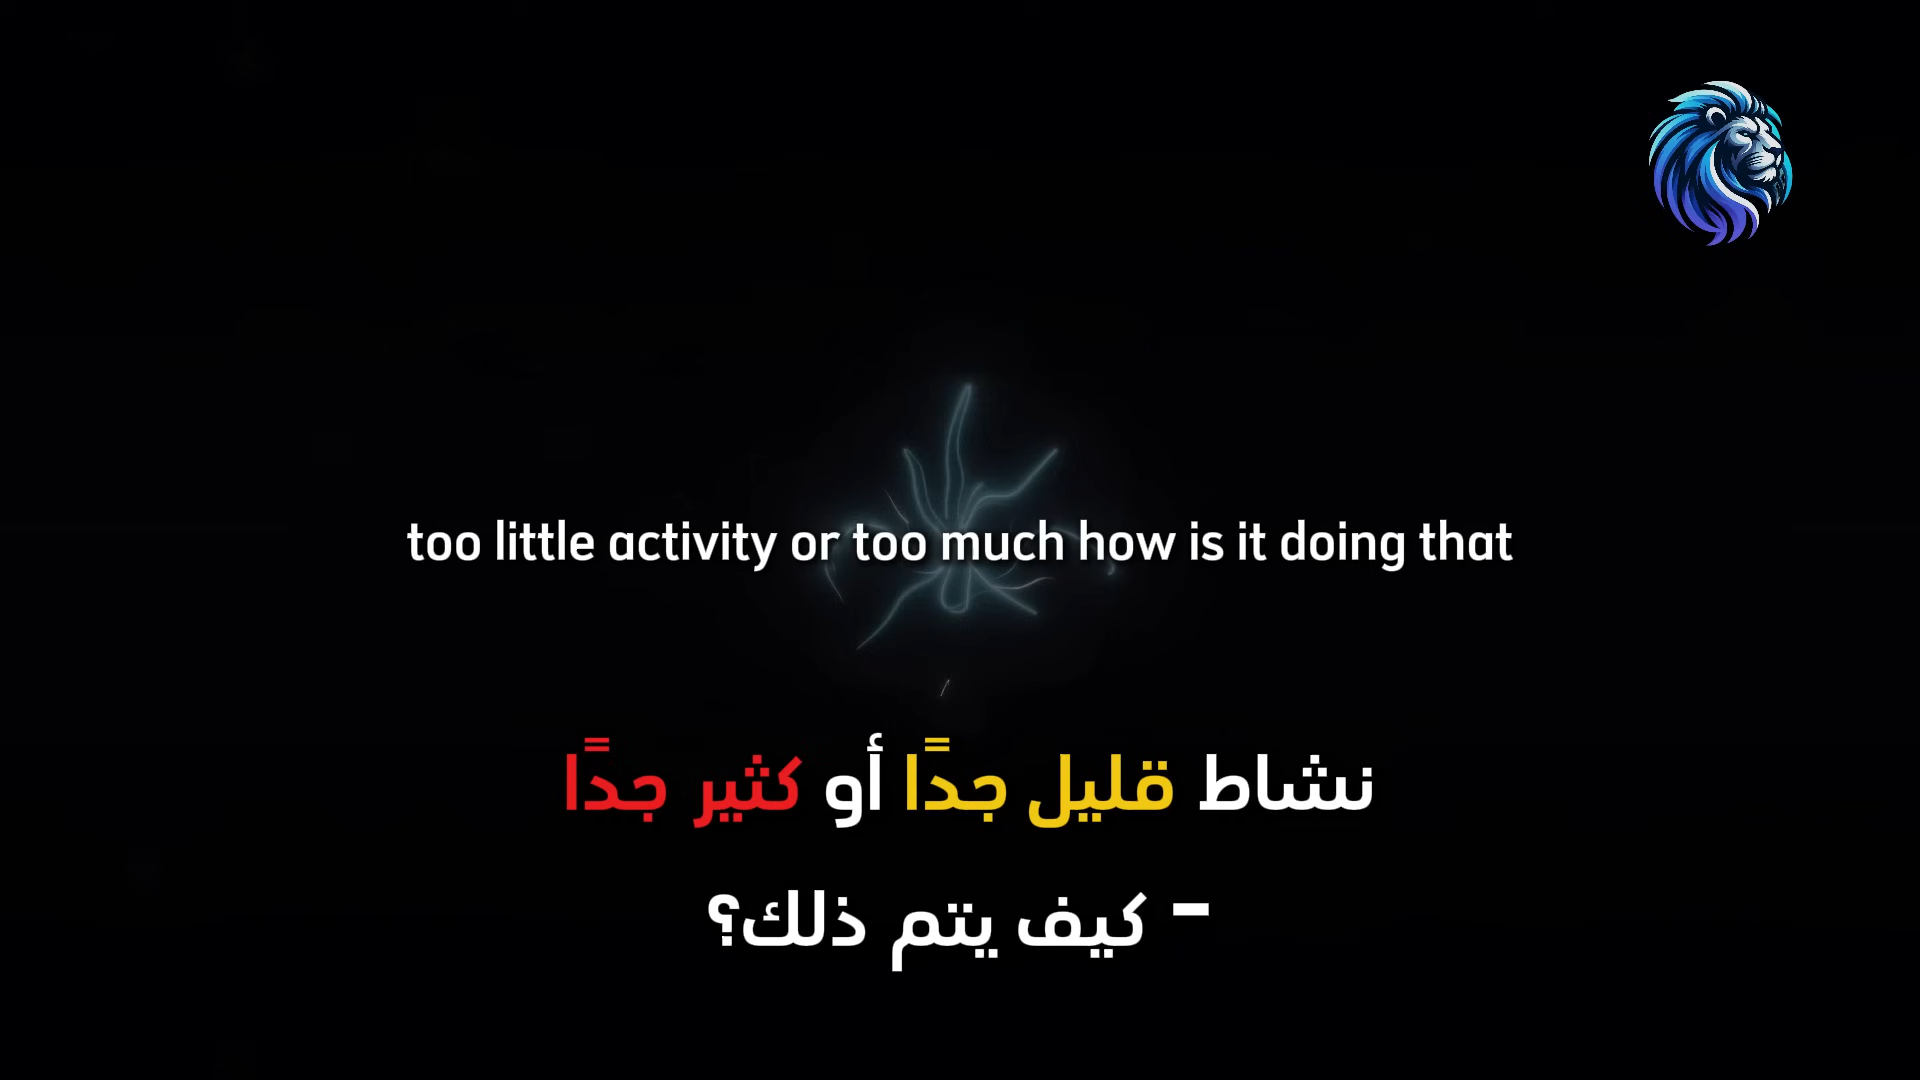 too little activity or too much how is it doing that
نشاط قليل جدًا أو كثير جدًا
- كيف يتم ذلك؟